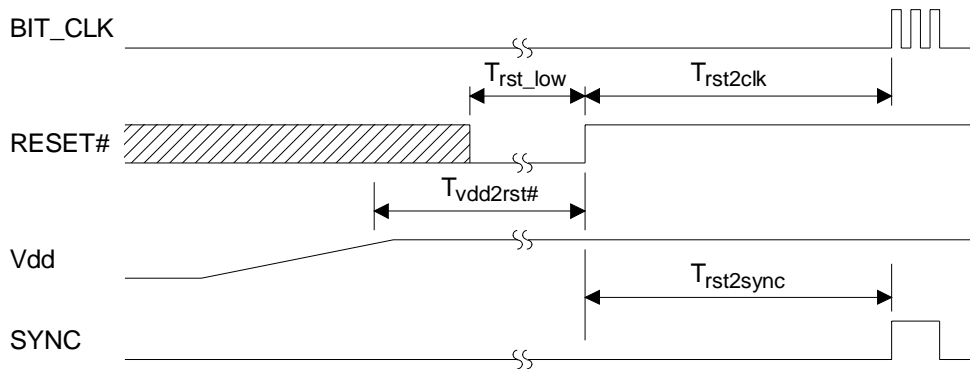 BIT_CLK
Trst_low
Trst2clk
RESET#
Tvdd2rst#
Vdd
Trst2sync
SYNC